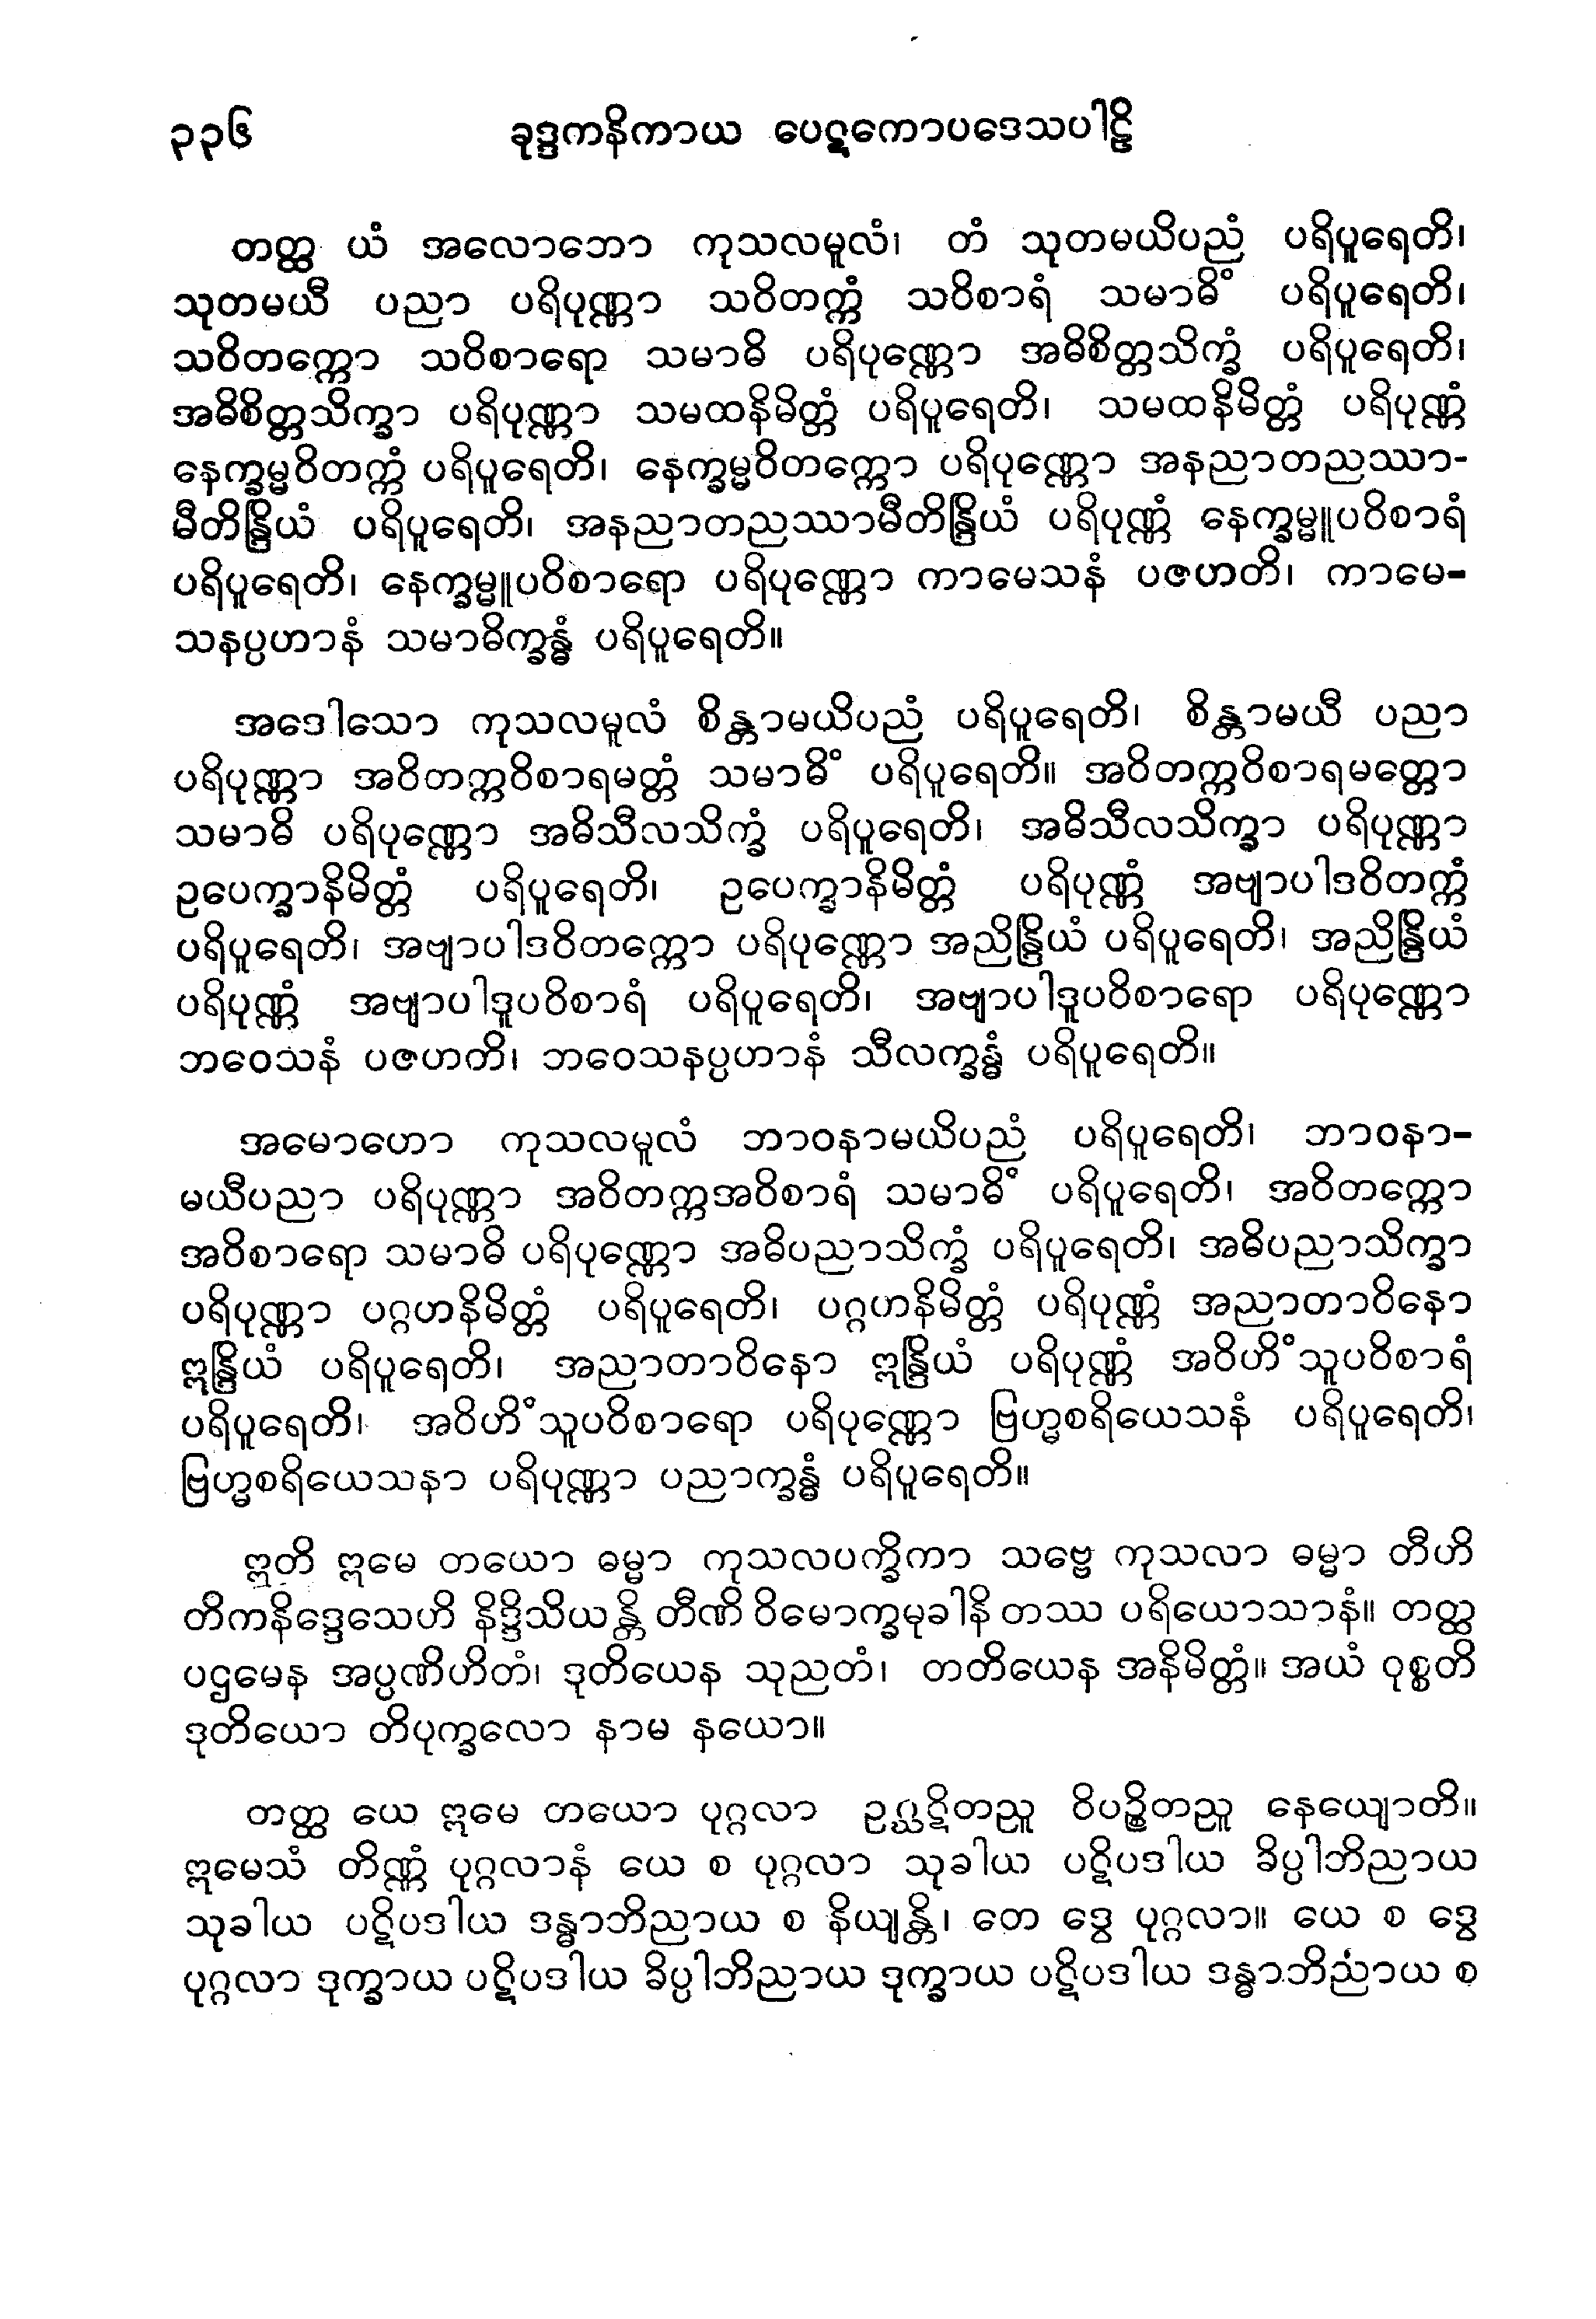 ၃၃၆ ခုဒ္ဒကနိကာယ ပေဋကောပဒေသပါဠိ
တတ္ထ ယံ အလောဘော ကုသလမူလံ၊ တံ သုတမယိပညံ ပရိပူရေတိ၊
သုတမယီ ပညာ ပရိပုဏ္ဏာ သဝိတက္ကံ သဝိစာရံ သမာဓိံ ပရိပူရေတိ၊
သဝိတက္ကော သဝိစာရော သမာဓိ ပရိပုဏ္ဏော အဓိစိတ္တသိက္ခံ ပရိပူရေတိ၊
အဓိစိတ္တသိက္ခာ ပရိပုဏ္ဏာ သမထနိမိတ္တံ ပရိပူရေတိ၊ သမထနိမိတ္တံ ပရိပုဏ္ဏံ
နေက္ခမ္မဝိတက္ကံ ပရိပူရေတိ၊ နေက္ခမ္မဝိတက္ကော ပရိပုဏ္ဏော အနညာတညဿာ-
မီတိန္ဒြိယံ ပရိပူရေတိ၊ အနညာတညဿာမီတိန္ဒြိယံ ပရိပုဏ္ဏံ နေက္ခမ္မူပဝိစာရံ
ပရိပူရေတိ၊ နေက္ခမ္မူပဝိစာရော ပရိပုဏ္ဏော ကာမေသနံ ပဇဟတိ၊ ကာမေ-
သနပ္ပဟာနံ သမာဓိက္ခန္ဓံ ပရိပူရေတိ။
အဒေါသော ကုသလမူလံ စိန္တာမယိပညံ ပရိပူရေတိ၊ စိန္တာမယီ ပညာ
ပရိပုဏ္ဏာ အဝိတက္ကဝိစာရမတ္တံ သမာဓိံ ပရိပူရေတိ။ အဝိတက္ကဝိစာရမတ္တော
သမာဓိ ပရိပုဏ္ဏော အဓိသီလသိက္ခံ ပရိပူရေတိ၊ အဓိသီလသိက္ခာ ပရိပုဏ္ဏာ
ဥပေက္ခာနိမိတ္တံ ပရိပူရေတိ၊ ဥပေက္ခာနိမိတ္တံ ပရိပုဏ္ဏံ အဗျာပါဒဝိတက္ကံ
ပရိပူရေတိ၊ အဗျာပါဒဝိတက္ကော ပရိပုဏ္ဏော အညိန္ဒြိယံ ပရိပူရေတိ၊ အညိန္ဒြိယံ
ပရိပုဏ္ဏံ အဗျာပါဒူပဝိစာရံ ပရိပူရေတိ၊ အဗျာပါဒူပဝိစာရော ပရိပုဏ္ဏော
ဘဝေသနံ ပဇဟတိ၊ ဘဝေသနပ္ပဟာနံ သီလက္ခန္ဓံ ပရိပူရေတိ။
အမောဟော ကုသလမူလံ ဘာဝနာမယိပညံ ပရိပူရေတိ၊ ဘာဝနာ-
မယီပညာ ပရိပုဏ္ဏာ အဝိတက္ကအဝိစာရံ သမာဓိံ ပရိပူရေတိ၊ အဝိတက္ကော
အဝိစာရော သမာဓိ ပရိပုဏ္ဏော အဓိပညာသိက္ခံ ပရိပူရေတိ၊ အဓိပညာသိက္ခာ
ပရိပုဏ္ဏာ ပဂ္ဂဟနိမိတ္တံ ပရိပူရေတိ၊ ပဂ္ဂဟနိမိတ္တံ ပရိပုဏ္ဏံ အညာတာဝိနော
ဣန္ဒြိယံ ပရိပူရေတိ၊ အညာတာဝိနော ဣန္ဒြိယံ ပရိပုဏ္ဏံ အဝိဟိံသူပဝိစာရံ
ပရိပူရေတိ၊ အဝိဟိံသူပဝိစာရော ပရိပုဏ္ဏော ဗြဟ္မစရိယေသနံ ပရိပူရေတိ၊
ဗြဟ္မစရိယေသနာ ပရိပုဏ္ဏာ ပညာက္ခန္ဓံ ပရိပူရေတိ။
ဣတိ ဣမေ တယော ဓမ္မာ ကုသလပက္ခိကာ သဗ္ဗေ ကုသလာ ဓမ္မာ တီဟိ
တိကနိဒ္ဒေသေဟိ နိဒ္ဒိသိယန္တိ တီဏိ ဝိမောက္ခမုခါနိ တဿ ပရိယောသာနံ။ တတ္ထ
ပဌမေန အပ္ပဏိဟိတံ၊ ဒုတိယေန သုညတံ၊ တတိယေန အနိမိတ္တံ။ အယံ ဝုစ္စတိ
ဒုတိယော တိပုက္ခလော နာမ နယော။
တတ္ထ ယေ ဣမေ တယော ပုဂ္ဂလာ ဥဂ္ဃဋိတညူ ဝိပဉ္စိတညူ နေယျောတိ။
ဣမေသံ တိဏ္ဏံ ပုဂ္ဂလာနံ ယေ စ ပုဂ္ဂလာ သုခါယ ပဋိပဒါယ ခိပ္ပါဘိညာယ
သုခါယ ပဋိပဒါယ ဒန္ဓာဘိညာယ စ နိယျန္တိ၊ တေ ဒွေ ပုဂ္ဂလာ။ ယေ စ ဒွေ
ပုဂ္ဂလာ ဒုက္ခာယ ပဋိပဒါယ ခိပ္ပါဘိညာယ ဒုက္ခာယ ပဋိပဒါယ ဒန္ဓာဘိညာယ စ